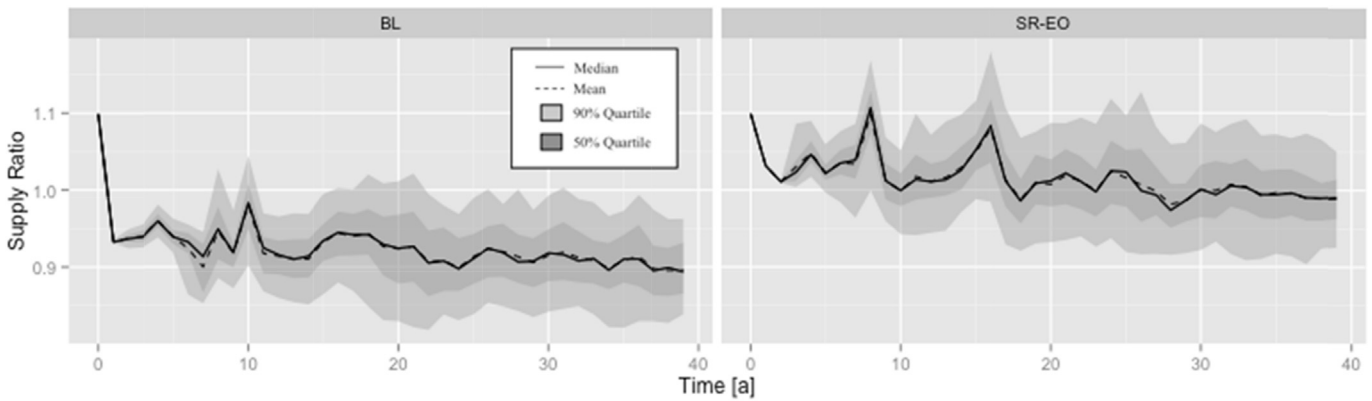 BL
SR-EO
Median
Mean
90% Quartile
50% Quartile
Supply Ratio
1.1
1.0
0.9
0 10 20 30 40
0 10 20 30 40
Time [a]